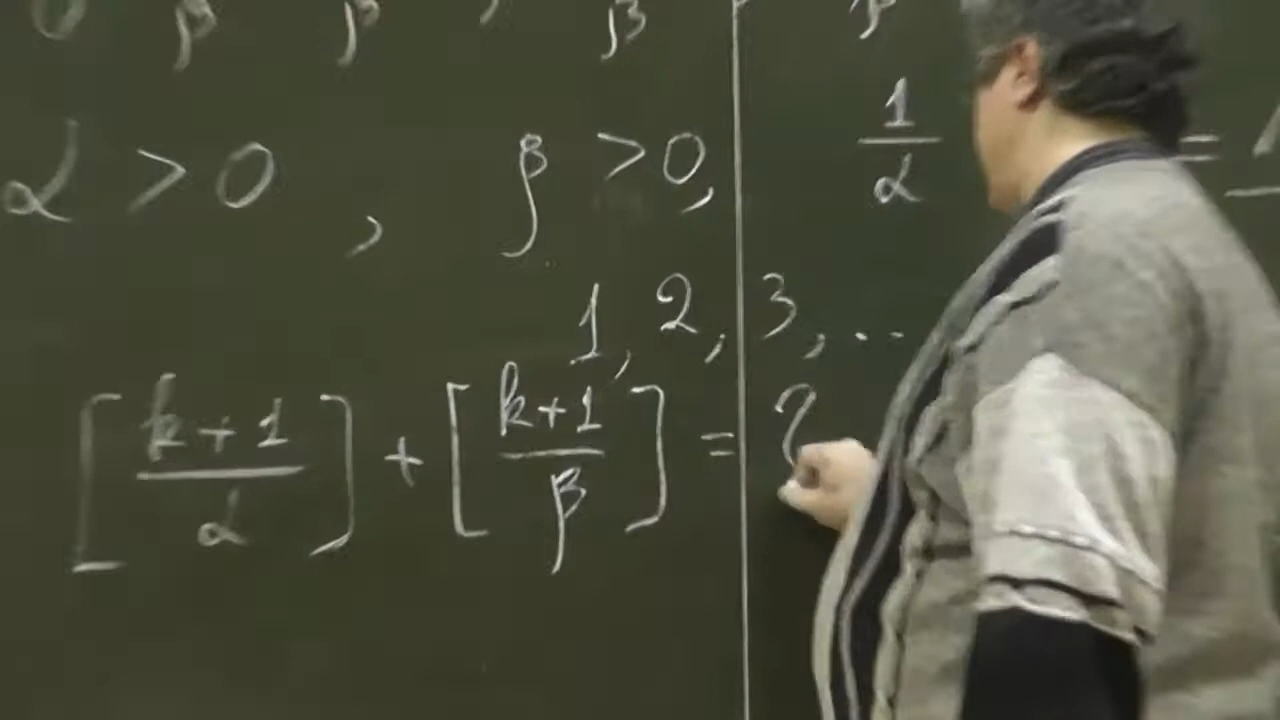 β β , β β
α > 0 , β > 0, 1/α =
1, 2, 3, ...
[(k+1)/α] + [(k+1)/β] = ?